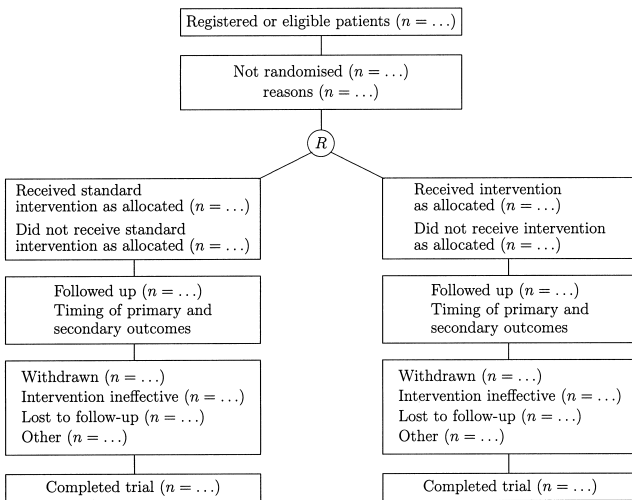 Registered or eligible patients (n = ...)
Not randomised (n = ...)
reasons (n = ...)
R
Received standard
intervention as allocated (n = ...)
Did not receive standard
intervention as allocated (n = ...)
Received intervention
as allocated (n = ...)
Did not receive intervention
as allocated (n = ...)
Followed up (n = ...)
Timing of primary and
secondary outcomes
Followed up (n = ...)
Timing of primary and
secondary outcomes
Withdrawn (n = ...)
Intervention ineffective (n = ...)
Lost to follow-up (n = ...)
Other (n = ...)
Withdrawn (n = ...)
Intervention ineffective (n = ...)
Lost to follow-up (n = ...)
Other (n = ...)
Completed trial (n = ...)
Completed trial (n = ...)